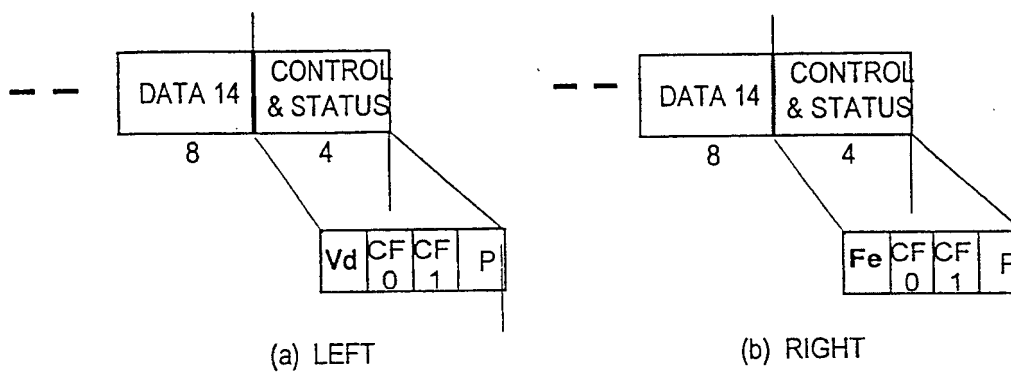 DATA 14 CONTROL & STATUS
8 4
Vd CF 0 CF 1 P
(a) LEFT
DATA 14 CONTROL & STATUS
8 4
Fe CF 0 CF 1 P
(b) RIGHT